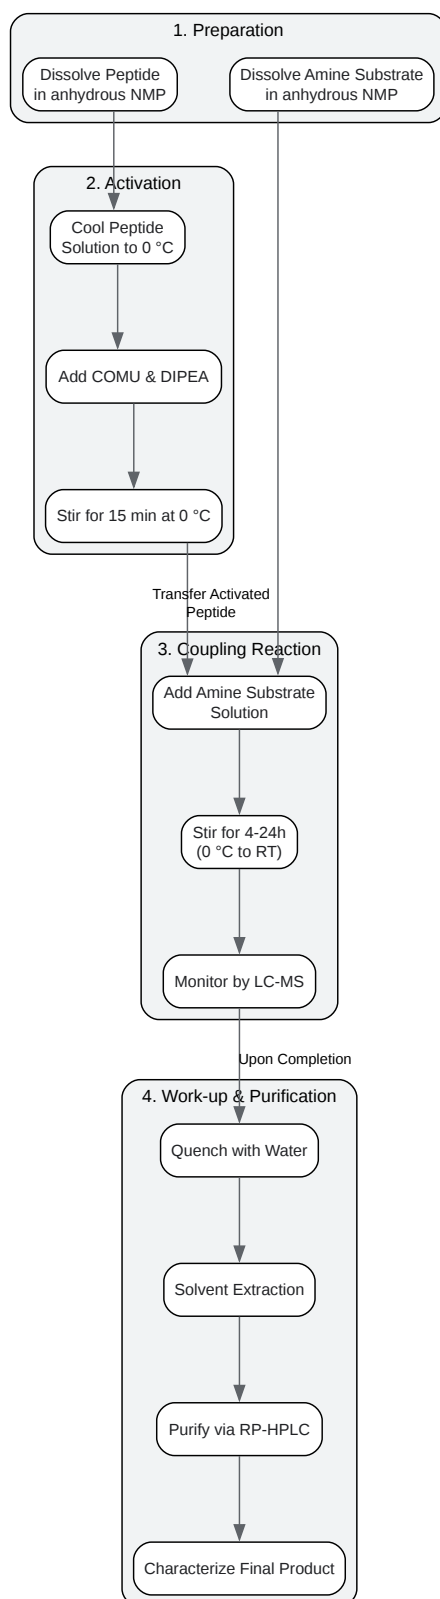 1. Preparation
Dissolve Peptide
in anhydrous NMP
Dissolve Amine Substrate
in anhydrous NMP
2. Activation
Cool Peptide
Solution to 0 °C
Add COMU & DIPEA
Stir for 15 min at 0 °C
Transfer Activated
Peptide
3. Coupling Reaction
Add Amine Substrate
Solution
Stir for 4-24h
(0 °C to RT)
Monitor by LC-MS
Upon Completion
4. Work-up & Purification
Quench with Water
Solvent Extraction
Purify via RP-HPLC
Characterize Final Product